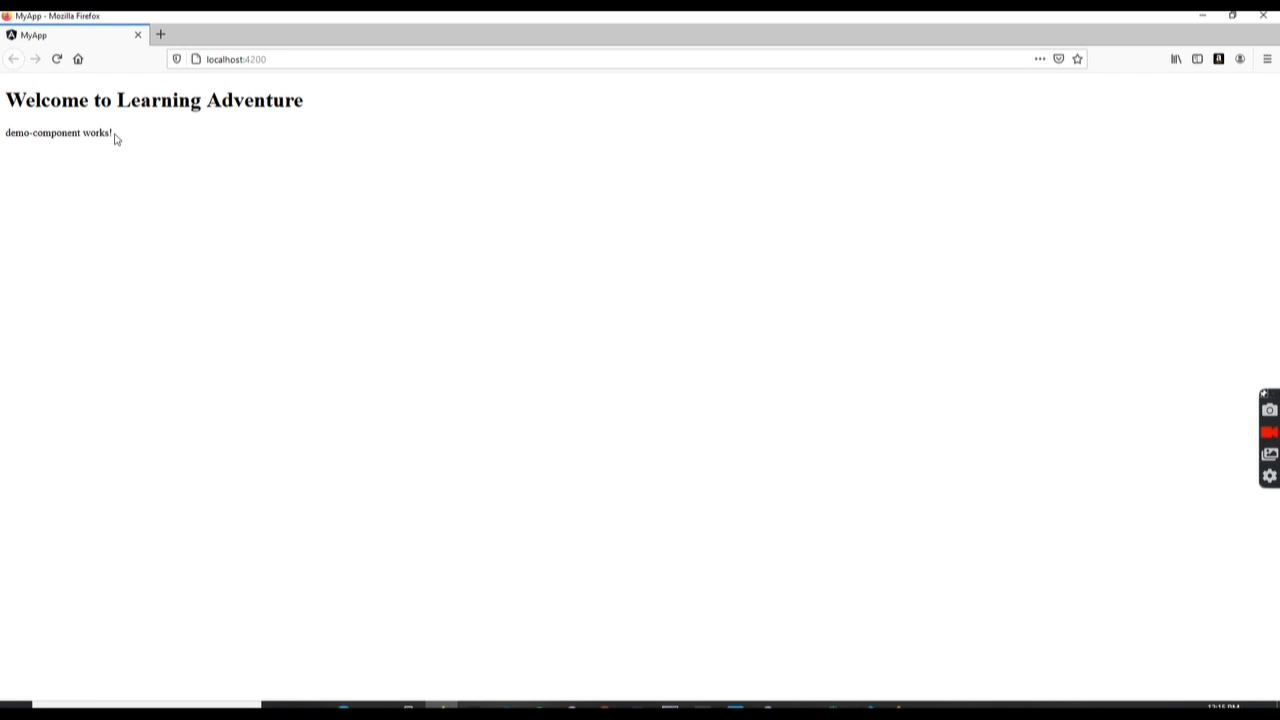 MyApp - Mozilla Firefox
MyApp
localhost:4200
Welcome to Learning Adventure
demo-component works!